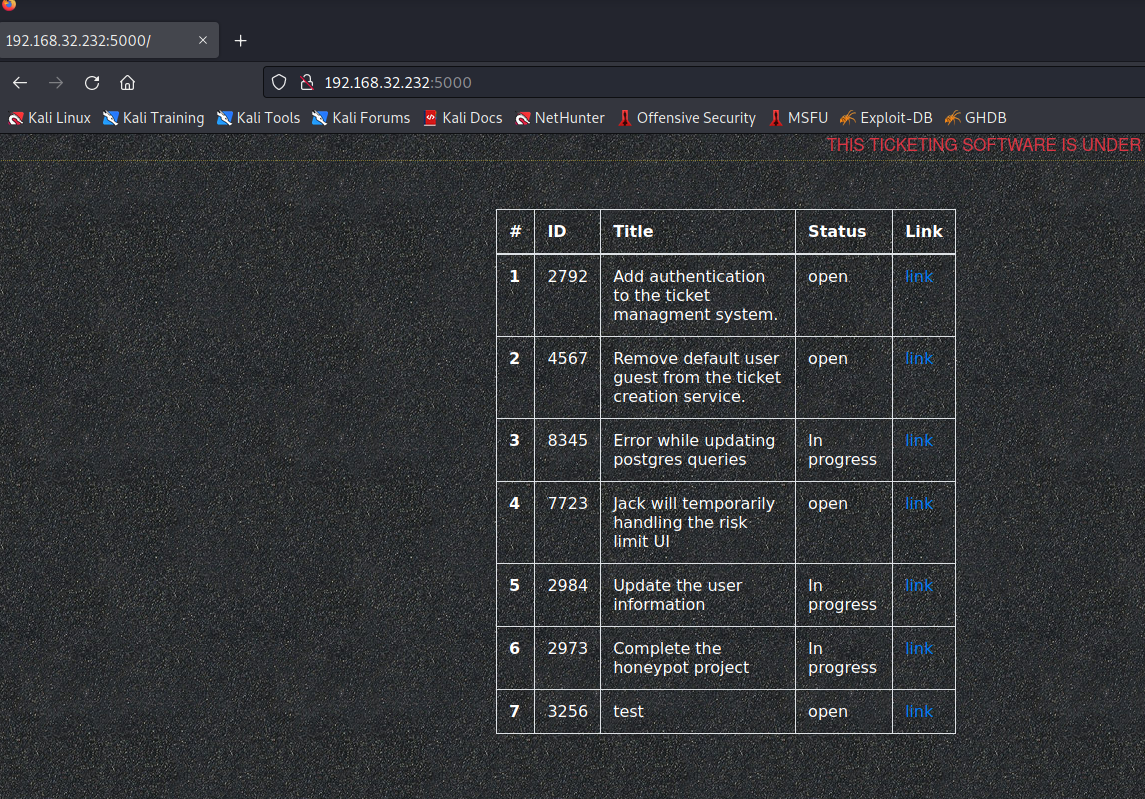 192.168.32.232:5000/
192.168.32.232:5000
Kali Linux Kali Training Kali Tools Kali Forums Kali Docs NetHunter Offensive Security MSFU Exploit-DB GHDB
THIS TICKETING SOFTWARE IS UNDER
# ID Title Status Link
1 2792 Add authentication open link
to the ticket
managment system.
2 4567 Remove default user open link
guest from the ticket
creation service.
3 8345 Error while updating In link
postgres queries progress
4 7723 Jack will temporarily open link
handling the risk
limit UI
5 2984 Update the user In link
information progress
6 2973 Complete the In link
honeypot project progress
7 3256 test open link